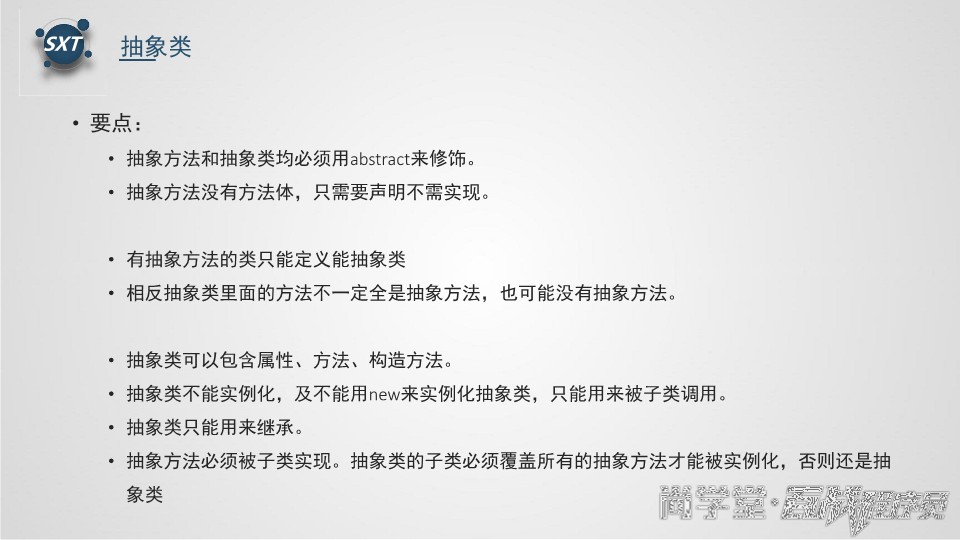 SXT
抽象类
• 要点：
• 抽象方法和抽象类均必须用abstract来修饰。
• 抽象方法没有方法体，只需要声明不需实现。
• 有抽象方法的类只能定义能抽象类
• 相反抽象类里面的方法不一定全是抽象方法，也可能没有抽象方法。
• 抽象类可以包含属性、方法、构造方法。
• 抽象类不能实例化，及不能用new来实例化抽象类，只能用来被子类调用。
• 抽象类只能用来继承。
• 抽象方法必须被子类实现。抽象类的子类必须覆盖所有的抽象方法才能被实例化，否则还是抽
象类
尚学堂·百战程序员